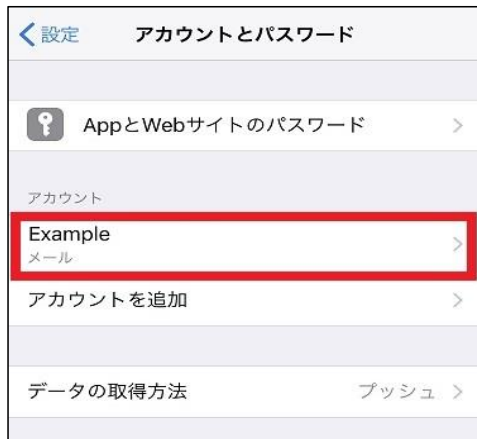 設定
アカウントとパスワード
AppとWebサイトのパスワード
アカウント
Example
メール
アカウントを追加
データの取得方法 プッシュ